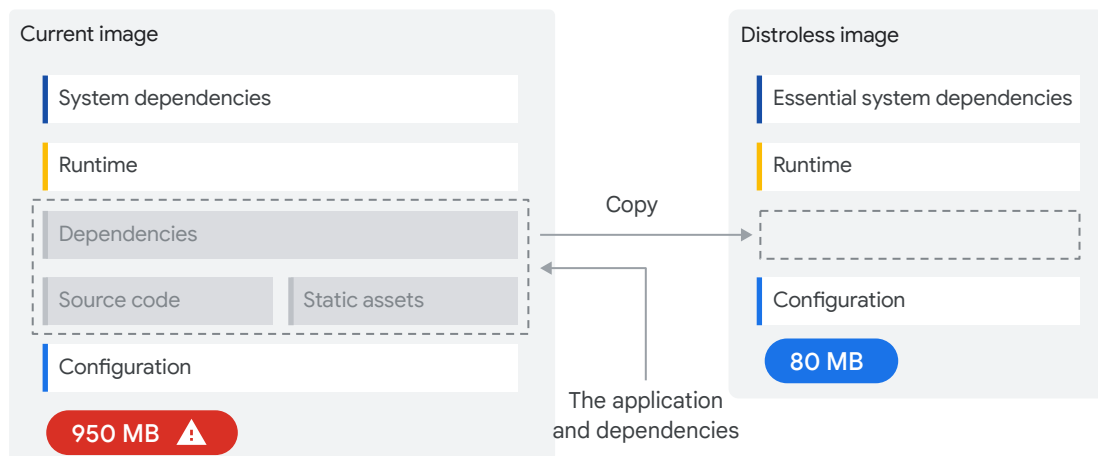 Current image
System dependencies
Runtime
Dependencies
Source code
Static assets
Configuration
950 MB
Copy
The application
and dependencies
Distroless image
Essential system dependencies
Runtime
Configuration
80 MB